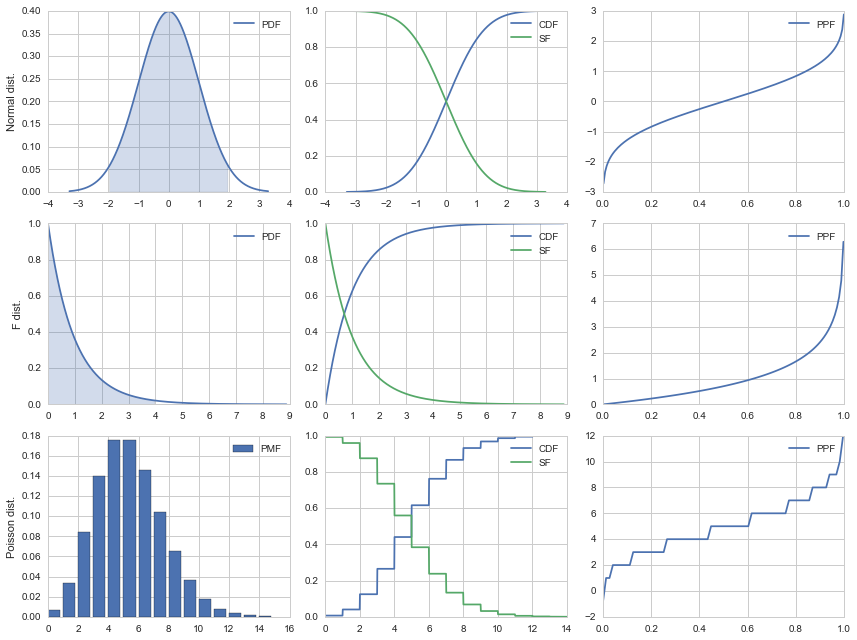 Normal dist.
0.40
0.35
0.30
0.25
0.20
0.15
0.10
0.05
0.00
−4 −3 −2 −1 0 1 2 3 4
PDF
1.0
0.8
0.6
0.4
0.2
0.0
−4 −3 −2 −1 0 1 2 3 4
CDF
SF
3
2
1
0
−1
−2
−3
0.0 0.2 0.4 0.6 0.8 1.0
PPF
F dist.
1.0
0.8
0.6
0.4
0.2
0.0
0 1 2 3 4 5 6 7 8 9
PDF
1.0
0.8
0.6
0.4
0.2
0.0
0 1 2 3 4 5 6 7 8 9
CDF
SF
7
6
5
4
3
2
1
0
0.0 0.2 0.4 0.6 0.8 1.0
PPF
Poisson dist.
0.18
0.16
0.14
0.12
0.10
0.08
0.06
0.04
0.02
0.00
0 2 4 6 8 10 12 14 16
PMF
1.0
0.8
0.6
0.4
0.2
0.0
0 2 4 6 8 10 12 14
CDF
SF
12
10
8
6
4
2
0
−2
0.0 0.2 0.4 0.6 0.8 1.0
PPF